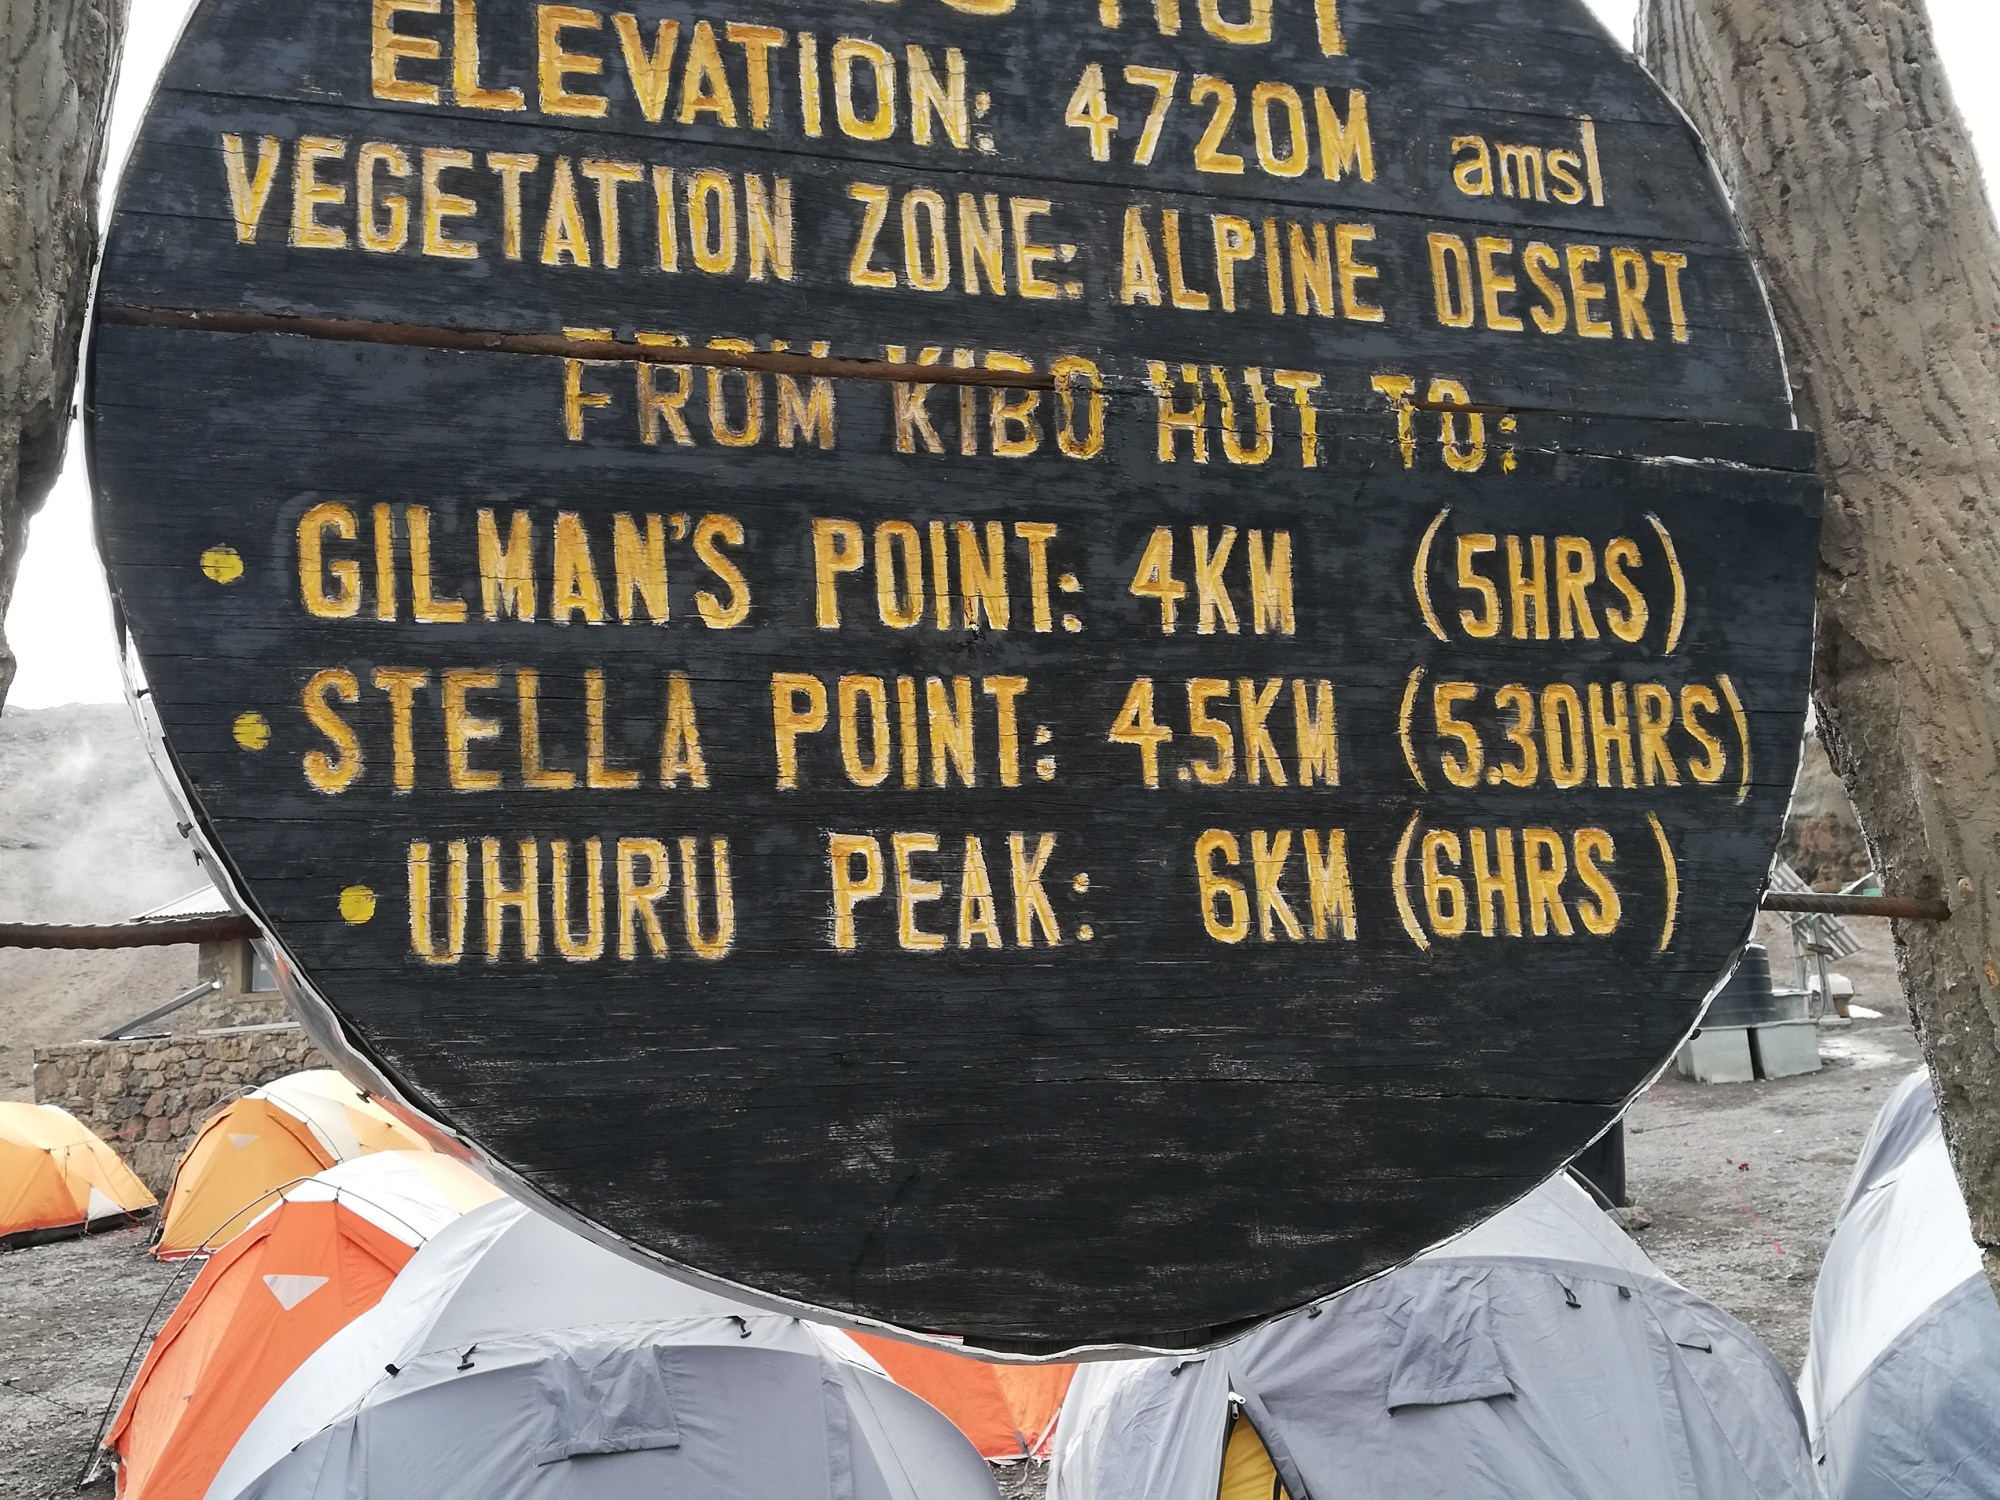 HUT
ELEVATION: 4720M amsl
VEGETATION ZONE: ALPINE DESERT
FROM KIBO HUT TO:
• GILMAN'S POINT: 4KM (5HRS)
• STELLA POINT: 4.5KM (5.30HRS)
• UHURU PEAK: 6KM (6HRS)